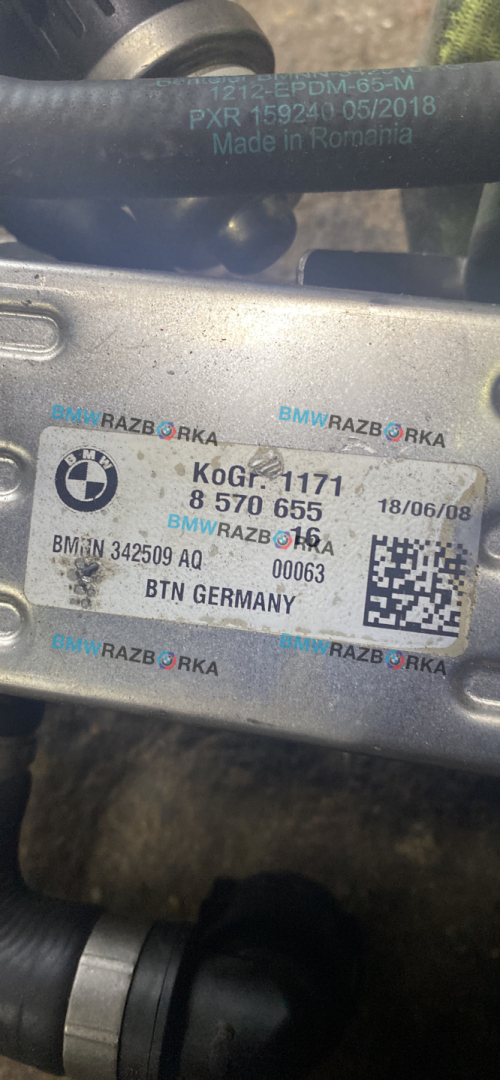 1212-EPDM-65-M
PXR 159240 05/2018
Made in Romania
BMWRAZBORKA BMWRAZBORKA
BMW
KoGr. 1171
8 570 655
18/06/08
16
BMWRAZBORKA
BMHN 342509 AQ
00063
BTN GERMANY
BMWRAZBORKA BMWRAZBORKA